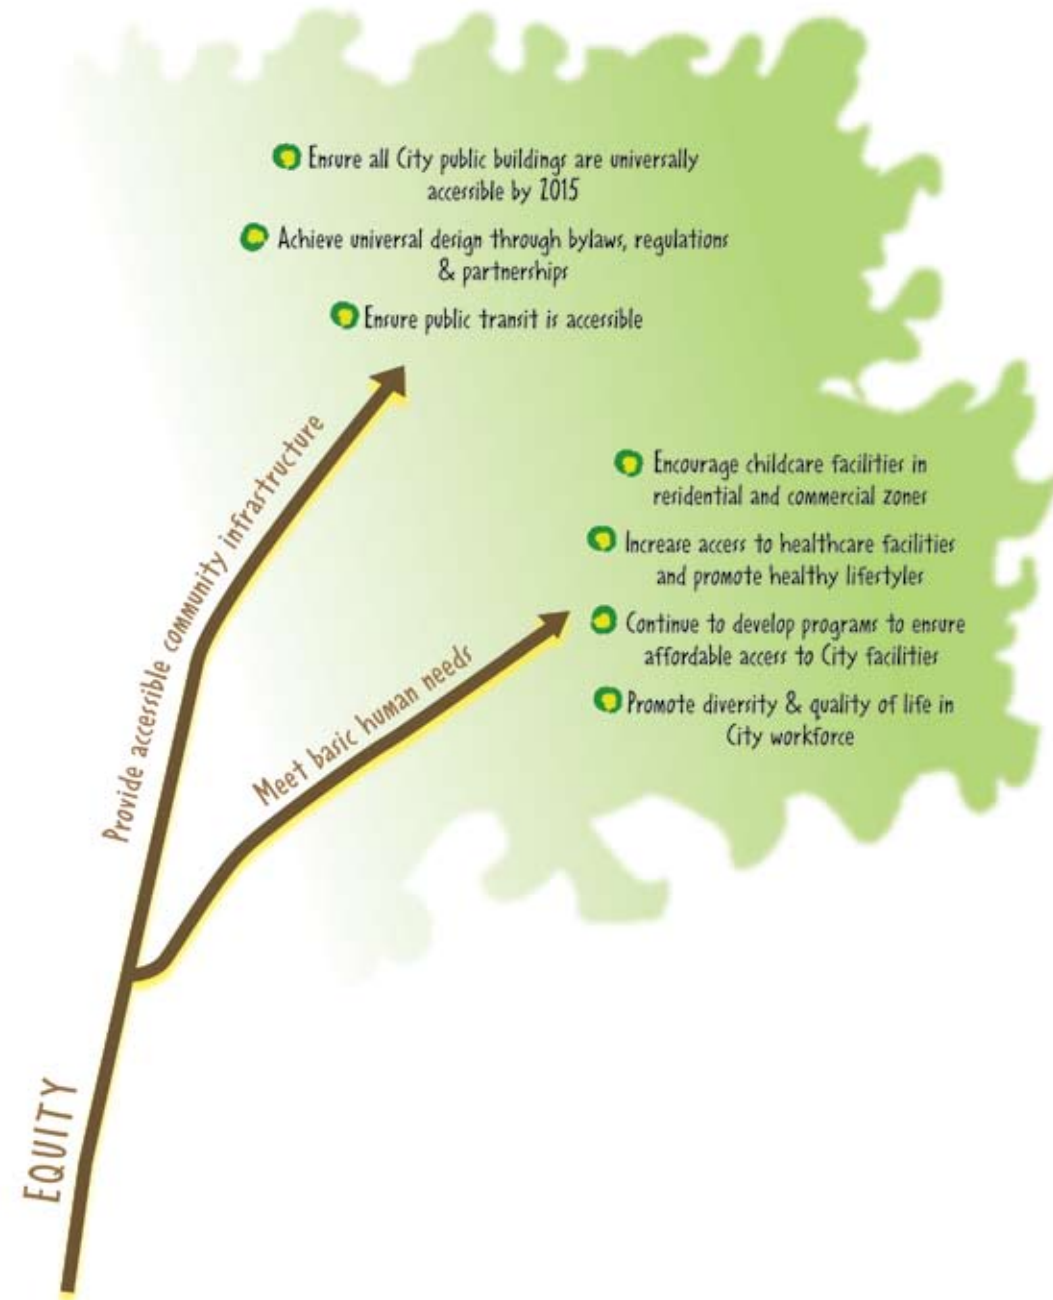 Ensure all City public buildings are universally
accessible by 2015
Achieve universal design through bylaws, regulations
& partnerships
Ensure public transit is accessible
Provide accessible community infrastructure
Encourage childcare facilities in
residential and commercial zones
Increase access to healthcare facilities
and promote healthy lifestyles
Continue to develop programs to ensure
affordable access to City facilities
Promote diversity & quality of life in
City workforce
Meet basic human needs
EQUITY